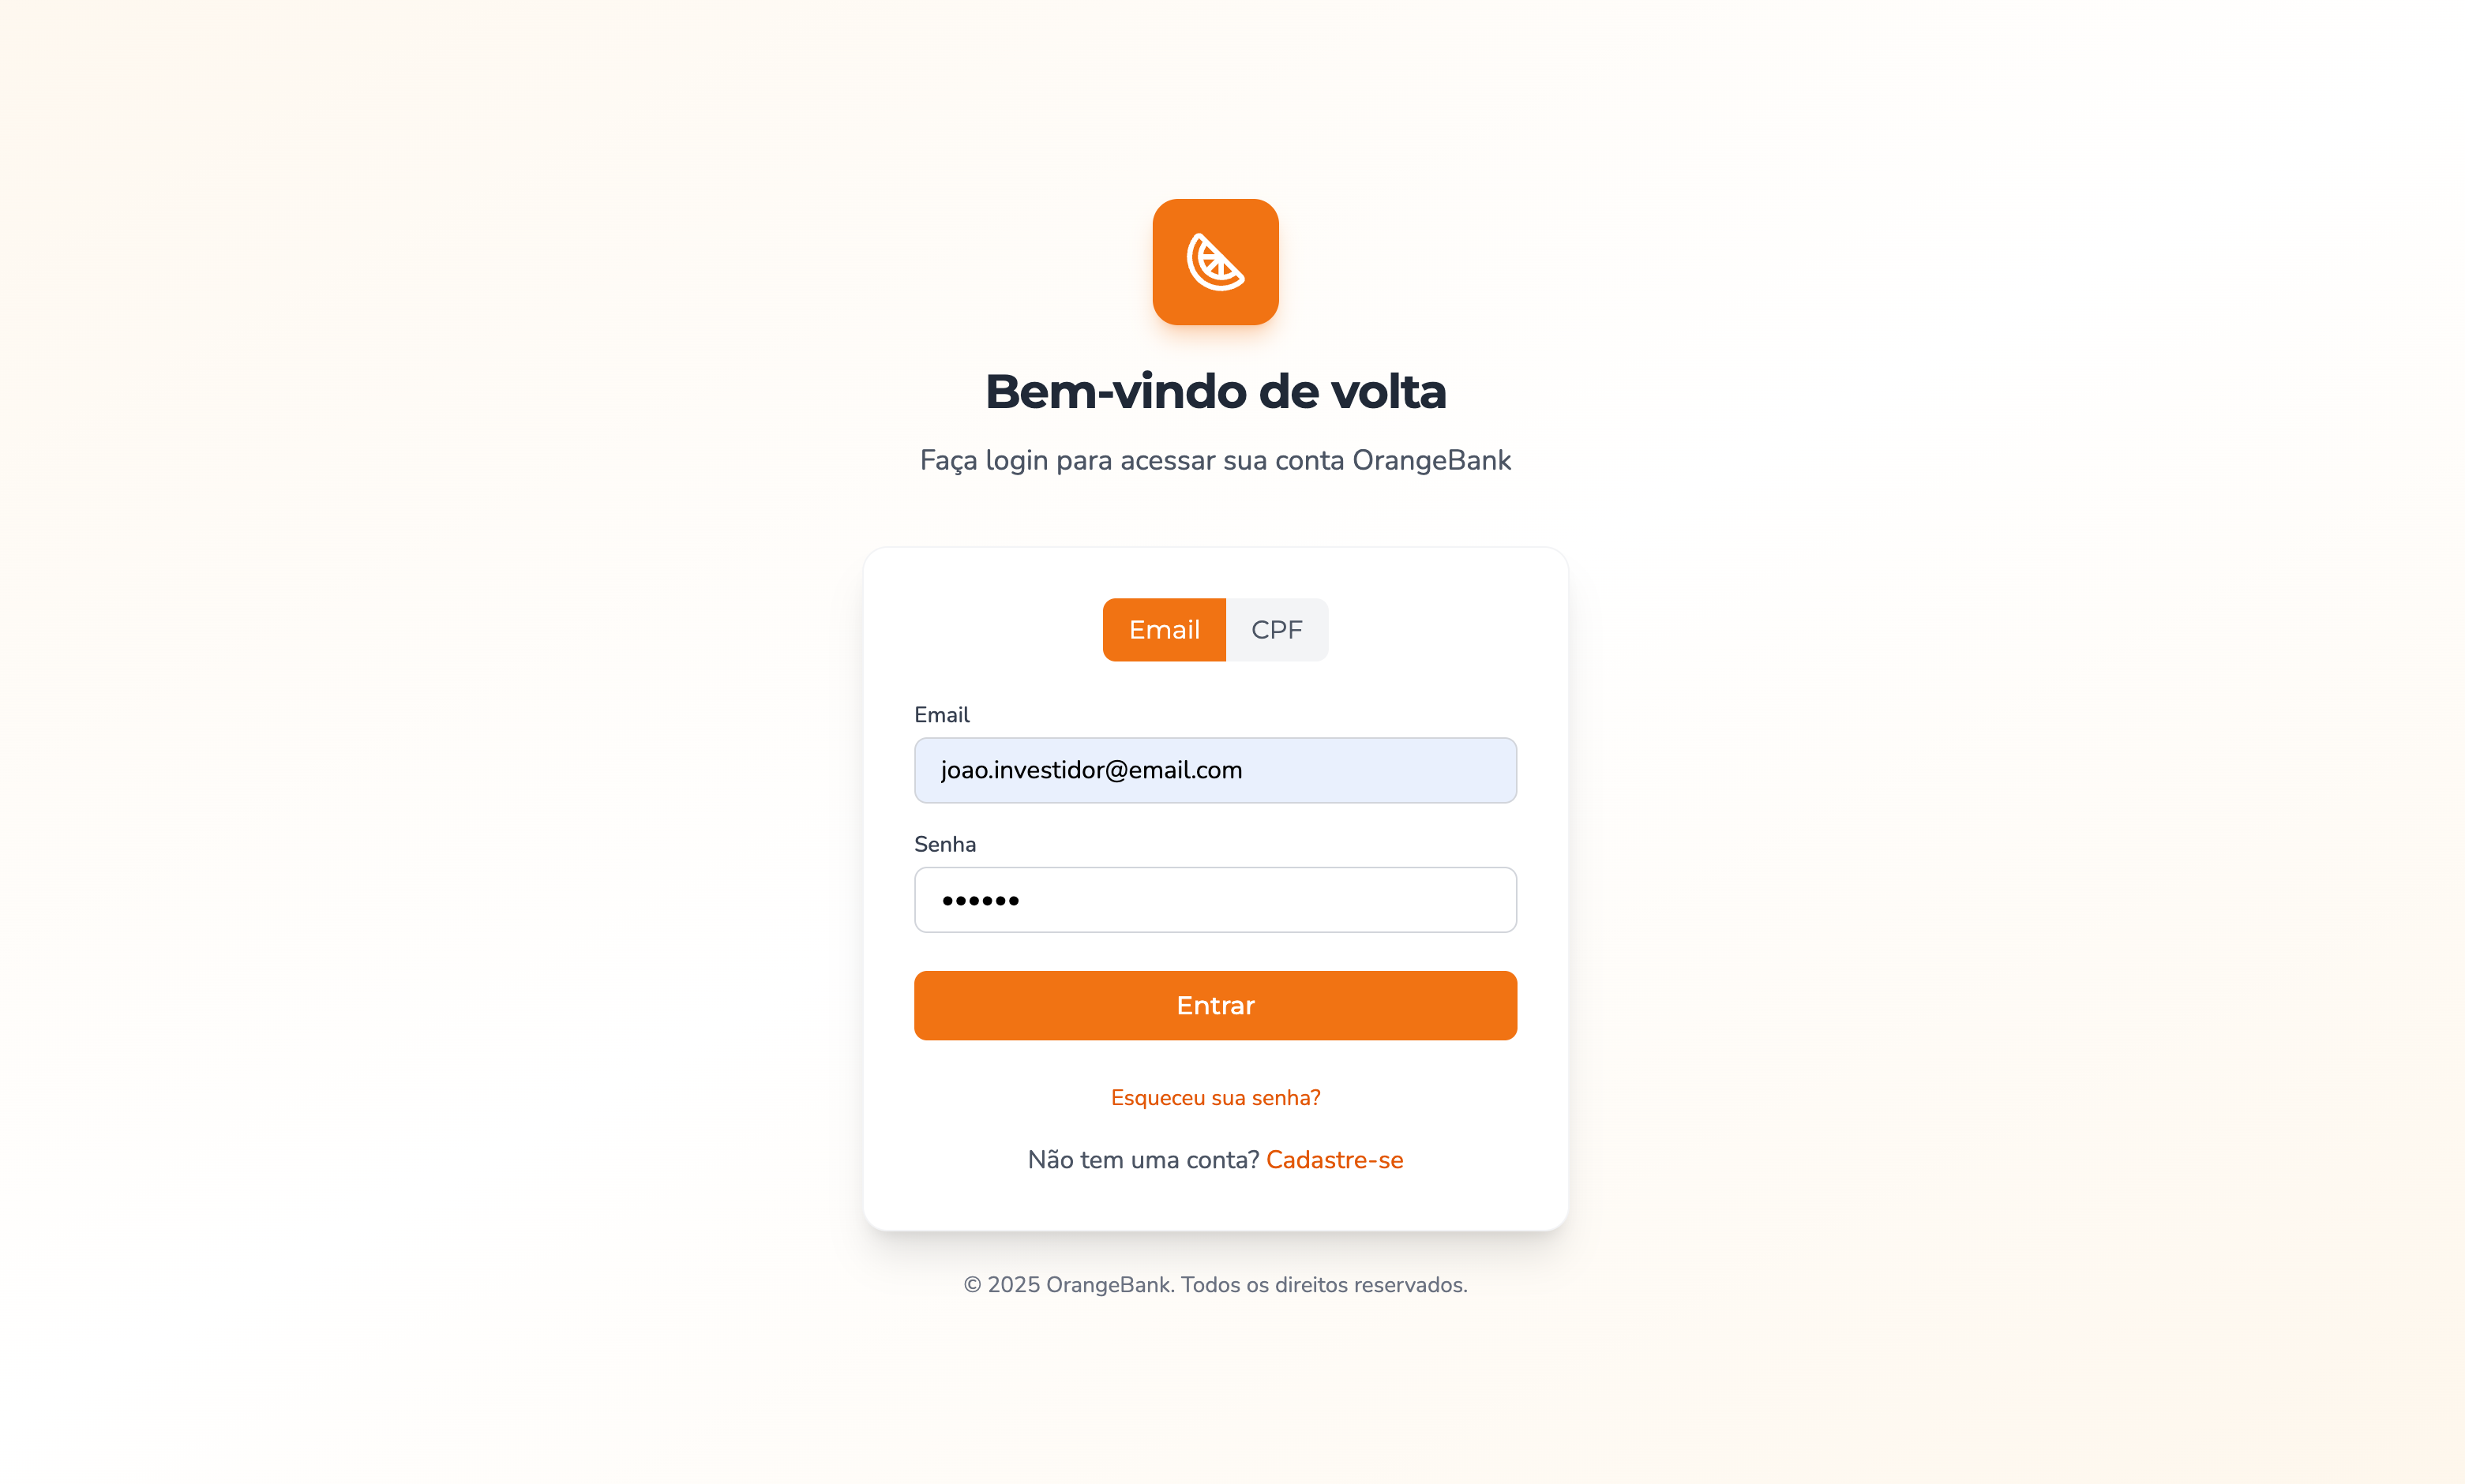 Bem-vindo de volta
Faça login para acessar sua conta OrangeBank
Email CPF
Email
joao.investidor@email.com
Senha
••••••
Entrar
Esqueceu sua senha?
Não tem uma conta? Cadastre-se
© 2025 OrangeBank. Todos os direitos reservados.